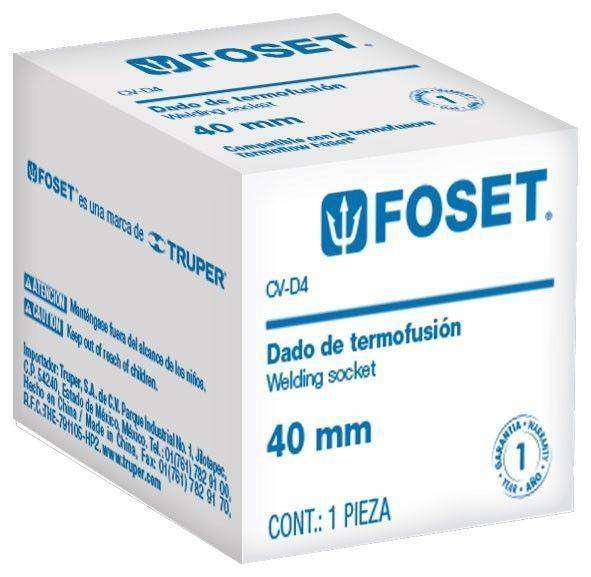 FOSET®
CV-D4
Dado de termofusión
Welding socket
40 mm
Compatible con la termofusora
Termoflow Foset®
1
FOSET® es una marca de TRUPER®
ATENCIÓN Manténgase fuera del alcance de los niños.
CAUTION Keep out of reach of children.
Importador: Truper, S.A. de C.V. Parque Industrial No. 1, Jilotepec,
C.P. 54240, Estado de México, México, Tel.: 01(761) 782 91 00.
Hecho en China / Made in China, Fax: 01(761) 782 91 70.
R.F.C. THE-791105-HP2. www.truper.com
FOSET®
CV-D4
Dado de termofusión
Welding socket
40 mm
CONT.: 1 PIEZA
GARANTIA • WARRANTY
1
YEAR • AÑO